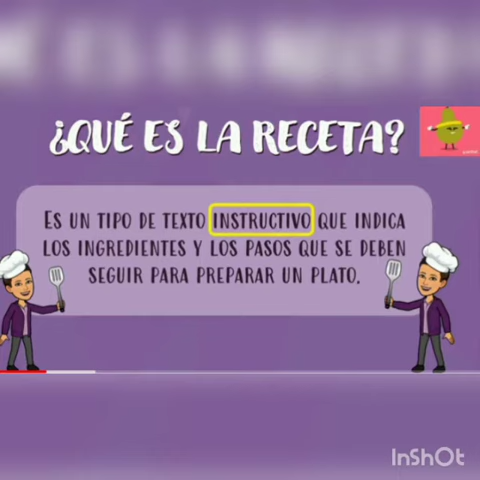 ¿QUÉ ES LA RECETA?
ES UN TIPO DE TEXTO INSTRUCTIVO QUE INDICA
LOS INGREDIENTES Y LOS PASOS QUE SE DEBEN
SEGUIR PARA PREPARAR UN PLATO.
InShOt